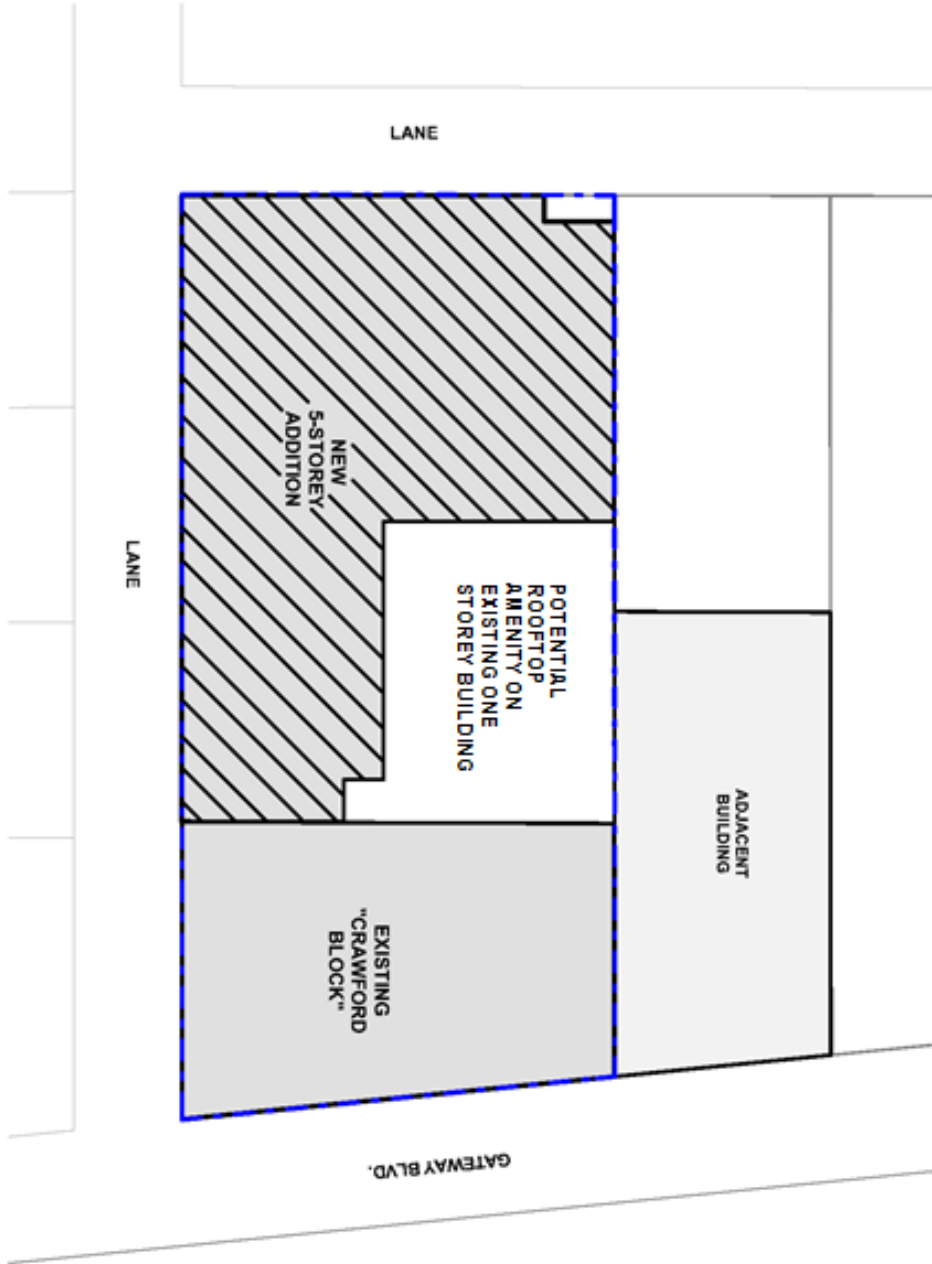 LANE
NEW
5-STOREY
ADDITION
LANE
POTENTIAL
ROOFTOP
AMENITY ON
EXISTING ONE
STOREY BUILDING
ADJACENT
BUILDING
EXISTING
"CRAWFORD
BLOCK"
GATEWAY BLVD.